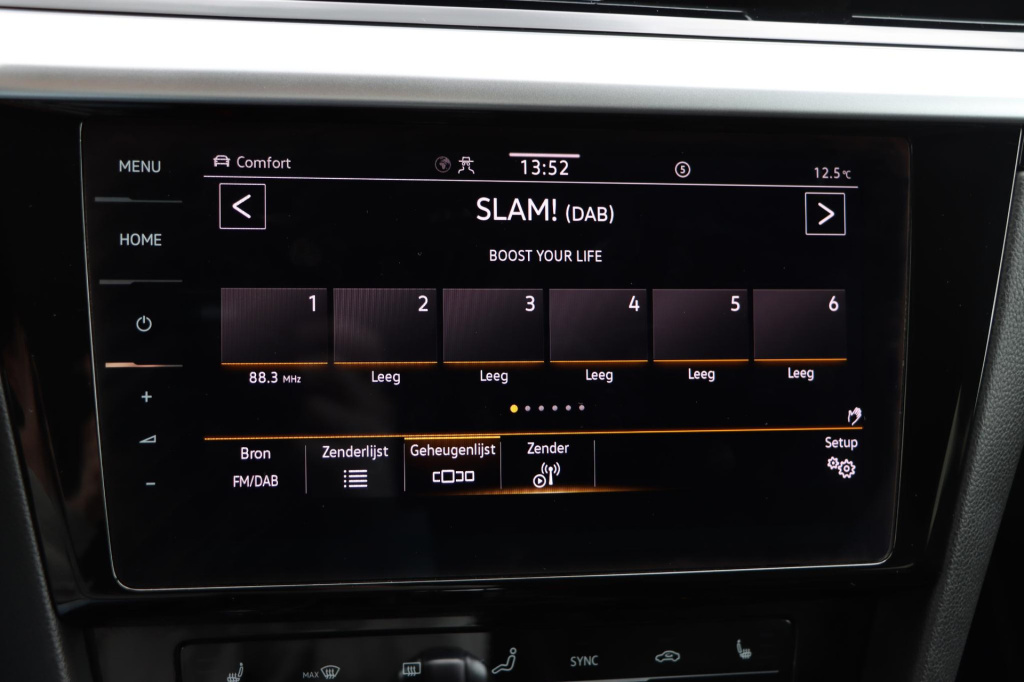 MENU
Comfort
13:52
5
12.5°C
SLAM! (DAB)
HOME
BOOST YOUR LIFE
1 2 3 4 5 6
88.3 MHz Leeg Leeg Leeg Leeg Leeg
+
−
Bron Zenderlijst Geheugenlijst Zender Setup
FM/DAB
MAX SYNC